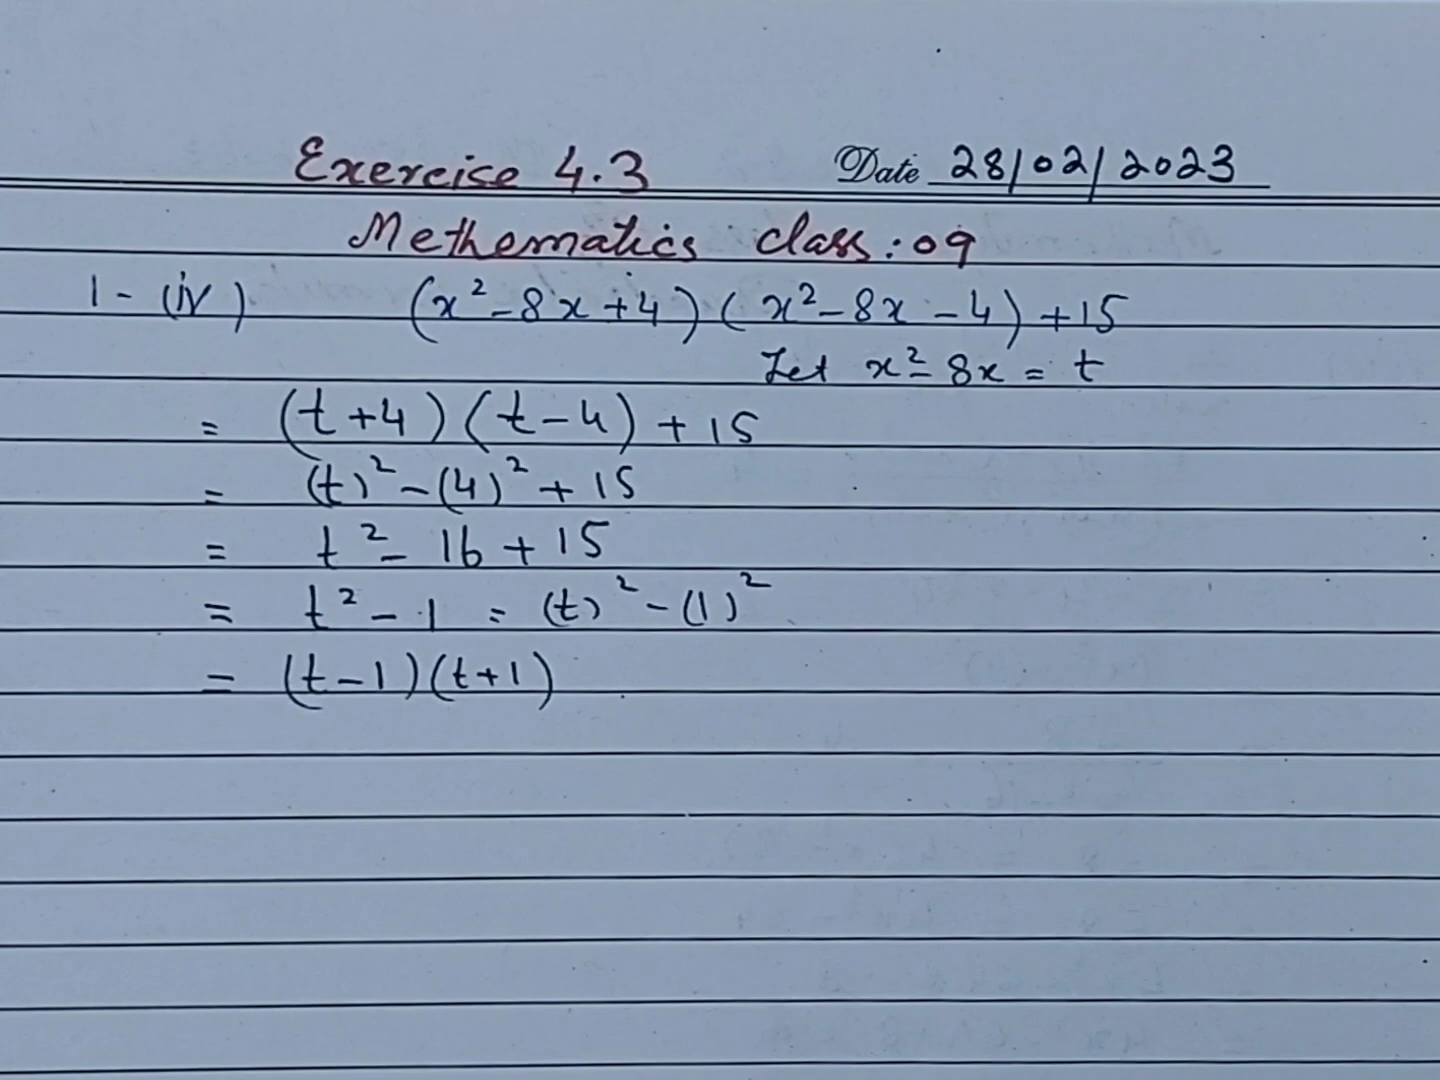 Exercise 4.3 Date 28/02/2023
Methematics class:09
1-(iv) (x²-8x+4)(x²-8x-4)+15
Let x²-8x=t
= (t+4)(t-4)+15
= (t)²-(4)²+15
= t²-16+15
= t²-1 = (t)²-(1)²
= (t-1)(t+1)